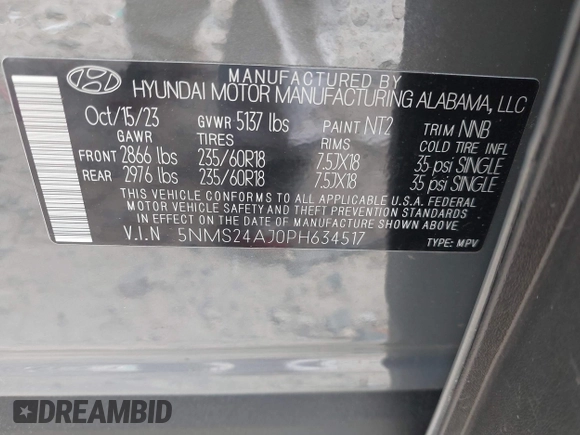 MANUFACTURED BY
HYUNDAI MOTOR MANUFACTURING ALABAMA, LLC
Oct/15/23 GVWR 5137 lbs PAINT NT2 TRIM NNB
GAWR TIRES RIMS COLD TIRE INFL
FRONT 2866 lbs 235/60R18 7.5JX18 35 psi SINGLE
REAR 2976 lbs 235/60R18 7.5JX18 35 psi SINGLE
THIS VEHICLE CONFORMS TO ALL APPLICABLE U.S.A. FEDERAL
MOTOR VEHICLE SAFETY, BUMPER, AND THEFT PREVENTION
STANDARDS IN EFFECT ON THE DATE OF MANUFACTURE SHOWN ABOVE.
V.I.N 5NMS24AJ0PH634517 TYPE: MPV
DREAMBID